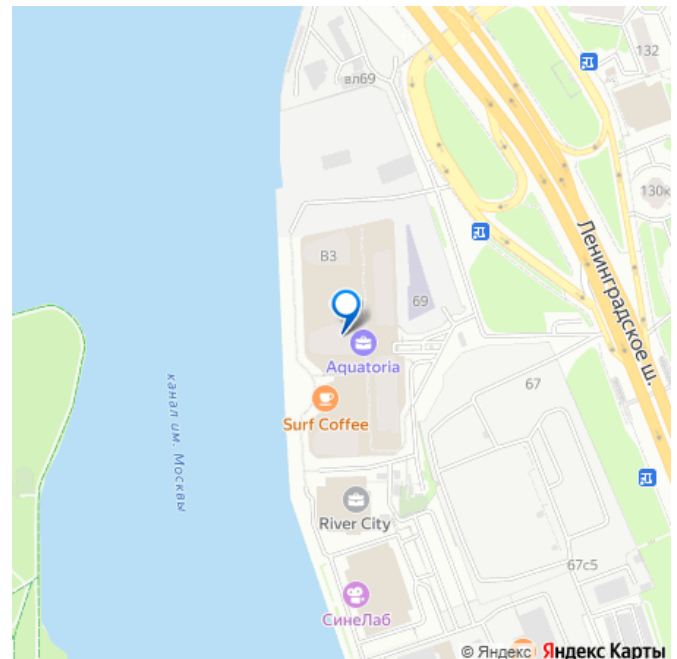 132
вл69
130к
Ленинградское ш.
В3
69
Aquatoria
67
Surf Coffee
канал им. Москвы
River City
67с5
СинеЛаб
© Яндекс Яндекс Карты